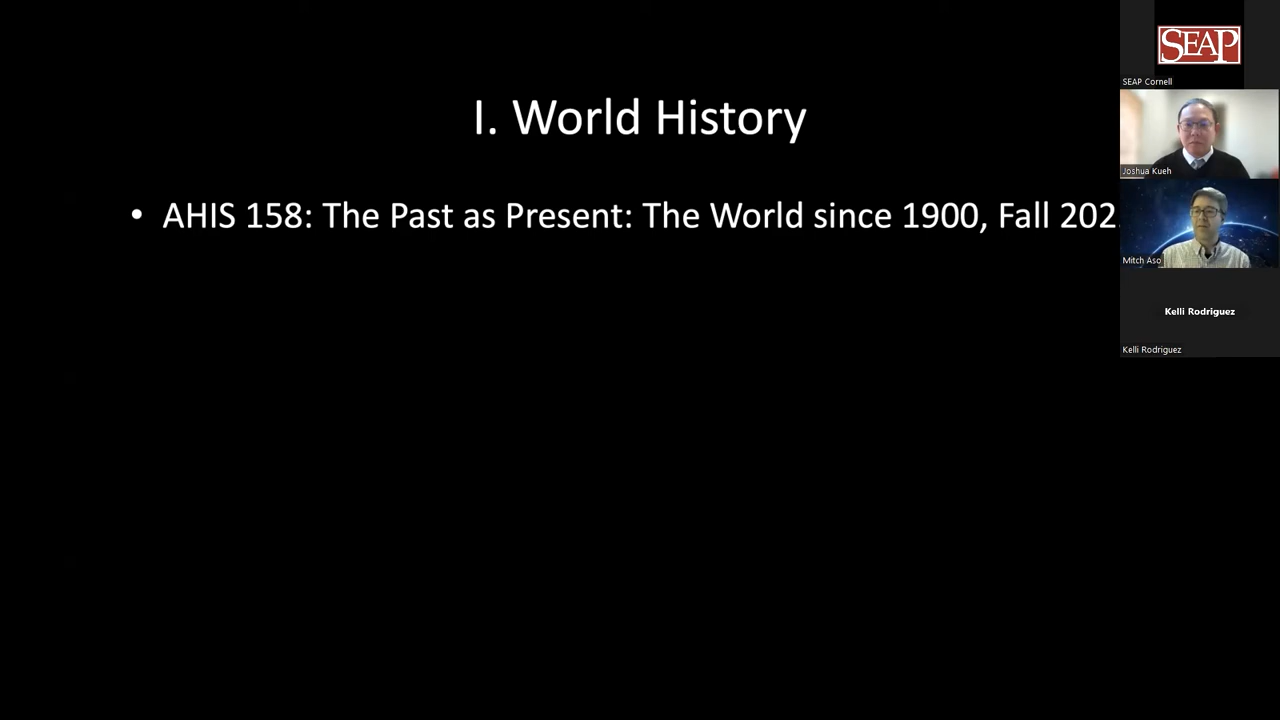 I. World History
• AHIS 158: The Past as Present: The World since 1900, Fall
SEAP
SEAP Cornell
Joshua Kueh
Mitch Aso
Kelli Rodriguez
Kelli Rodriguez